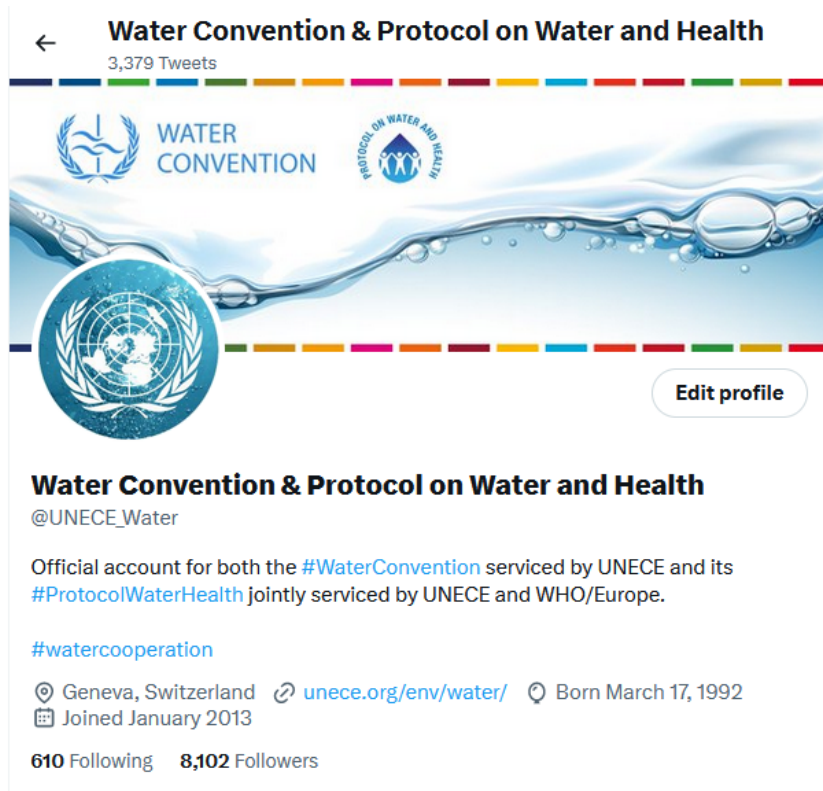 Water Convention & Protocol on Water and Health
3,379 Tweets
WATER
CONVENTION
PROTOCOL ON WATER AND HEALTH
Edit profile
Water Convention & Protocol on Water and Health
@UNECE_Water
Official account for both the #WaterConvention serviced by UNECE and its
#ProtocolWaterHealth jointly serviced by UNECE and WHO/Europe.
#watercooperation
Geneva, Switzerland unece.org/env/water/ Born March 17, 1992
Joined January 2013
610 Following 8,102 Followers